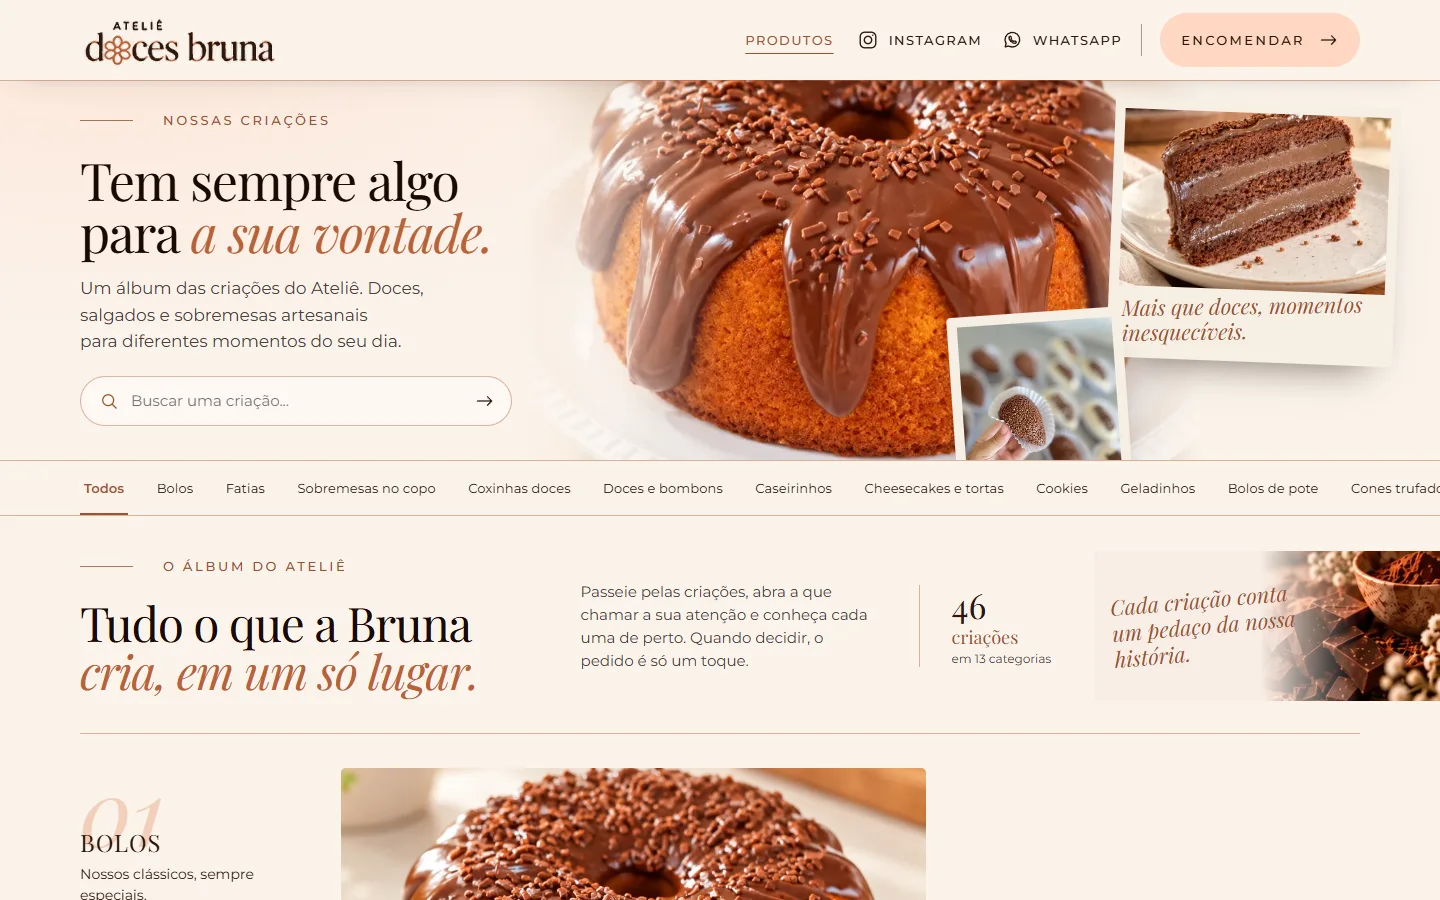 ATELIÊ
doces bruna
PRODUTOS
INSTAGRAM
WHATSAPP
ENCOMENDAR
NOSSAS CRIAÇÕES
Tem sempre algo
para a sua vontade.
Um álbum das criações do Ateliê. Doces,
salgados e sobremesas artesanais
para diferentes momentos do seu dia.
Buscar uma criação...
Mais que doces, momentos
inesquecíveis.
Todos
Bolos
Fatias
Sobremesas no copo
Coxinhas doces
Doces e bombons
Caseirinhos
Cheesecakes e tortas
Cookies
Geladinhos
Bolos de pote
Cones trufado
O ÁLBUM DO ATELIÊ
Tudo o que a Bruna
cria, em um só lugar.
Passeie pelas criações, abra a que
chamar a sua atenção e conheça cada
uma de perto. Quando decidir, o
pedido é só um toque.
46
criações
em 13 categorias
Cada criação conta
um pedaço da nossa
história.
01
BOLOS
Nossos clássicos, sempre
especiais.